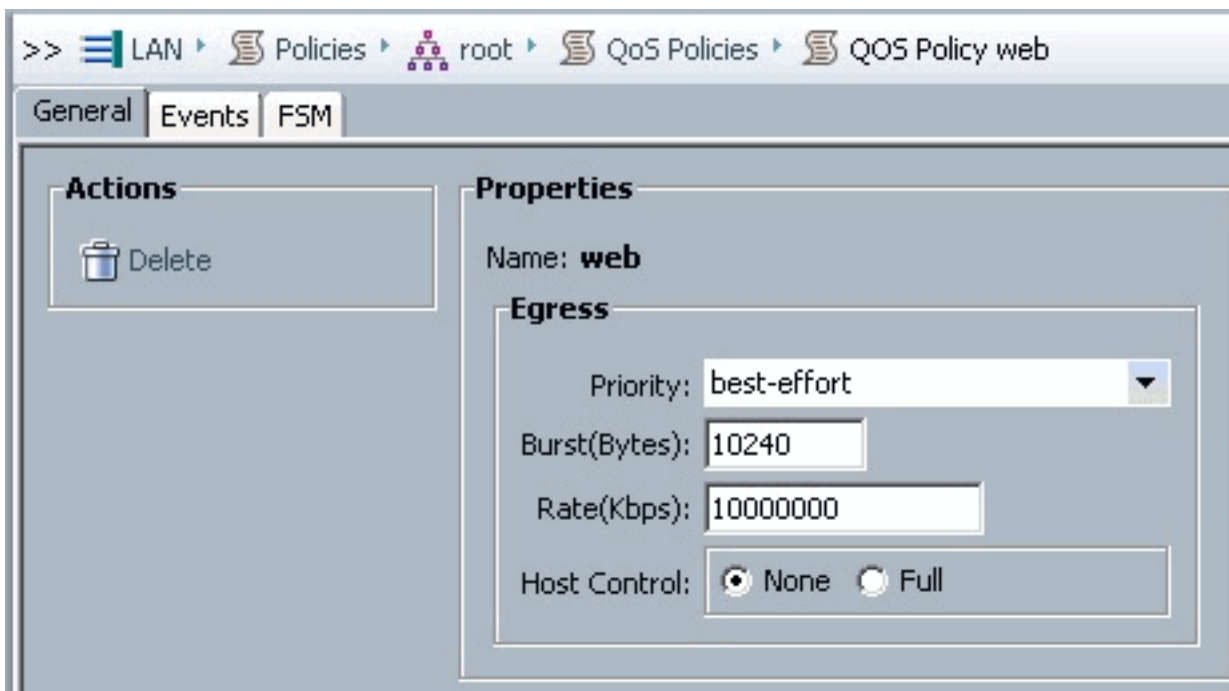 >> LAN Policies root QoS Policies QOS Policy web
General Events FSM
Actions
Delete
Properties
Name: web
Egress
Priority: best-effort
Burst(Bytes): 10240
Rate(Kbps): 10000000
Host Control: None Full